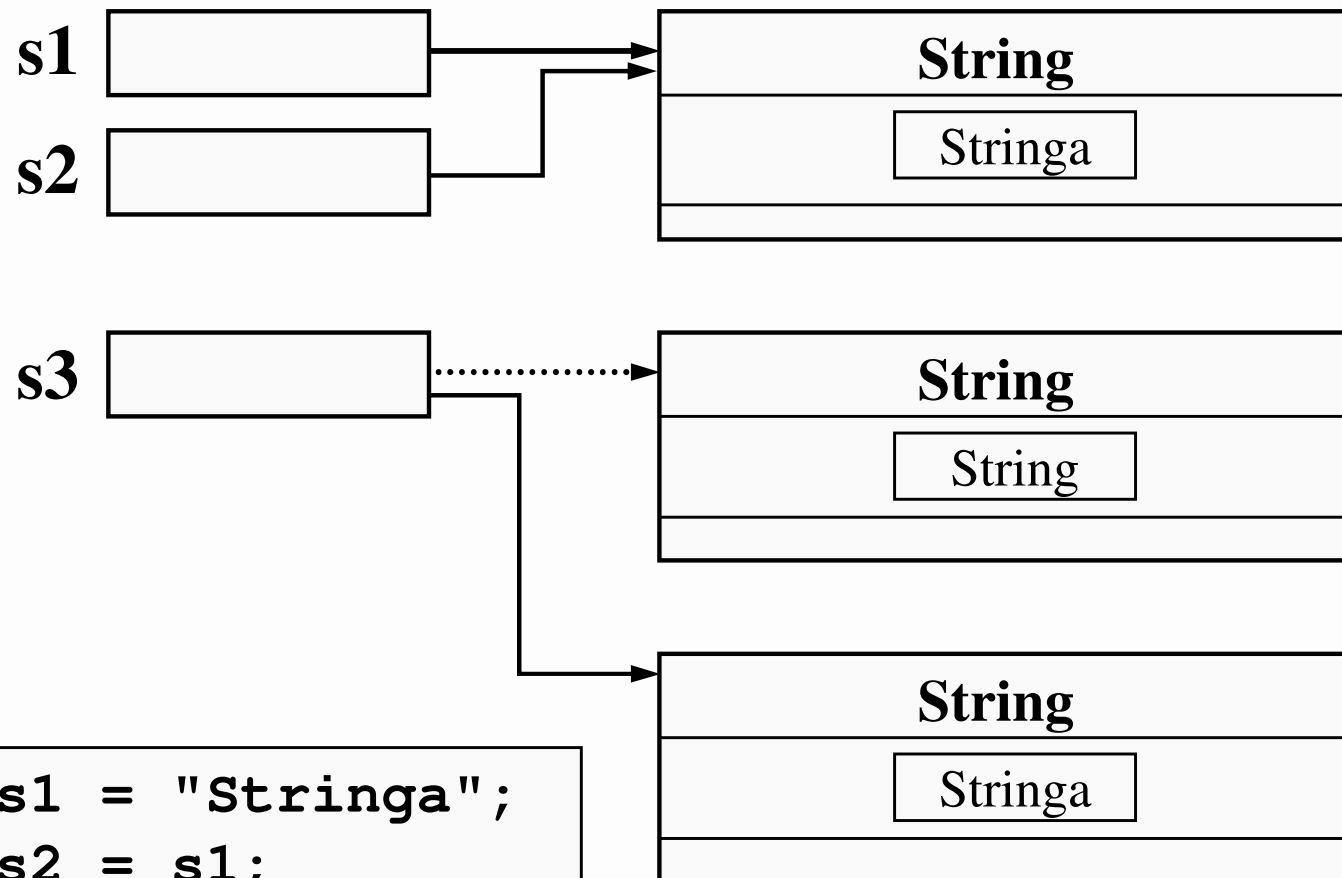 s1
String
Stringa
s2
s3
String
String
String
Stringa
s1 = "Stringa";
s2 = s1;